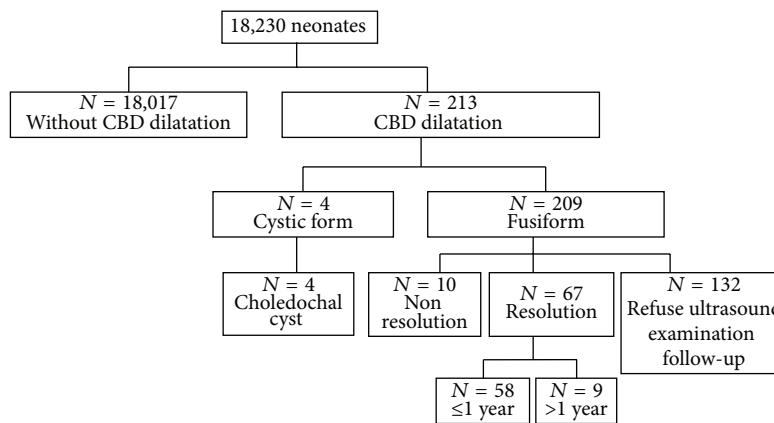 18,230 neonates
N = 18,017
Without CBD dilatation
N = 213
CBD dilatation
N = 4
Cystic form
N = 209
Fusiform
N = 4
Choledochal
cyst
N = 10
Non
resolution
N = 67
Resolution
N = 132
Refuse ultrasound
examination
follow-up
N = 58
≤1 year
N = 9
>1 year